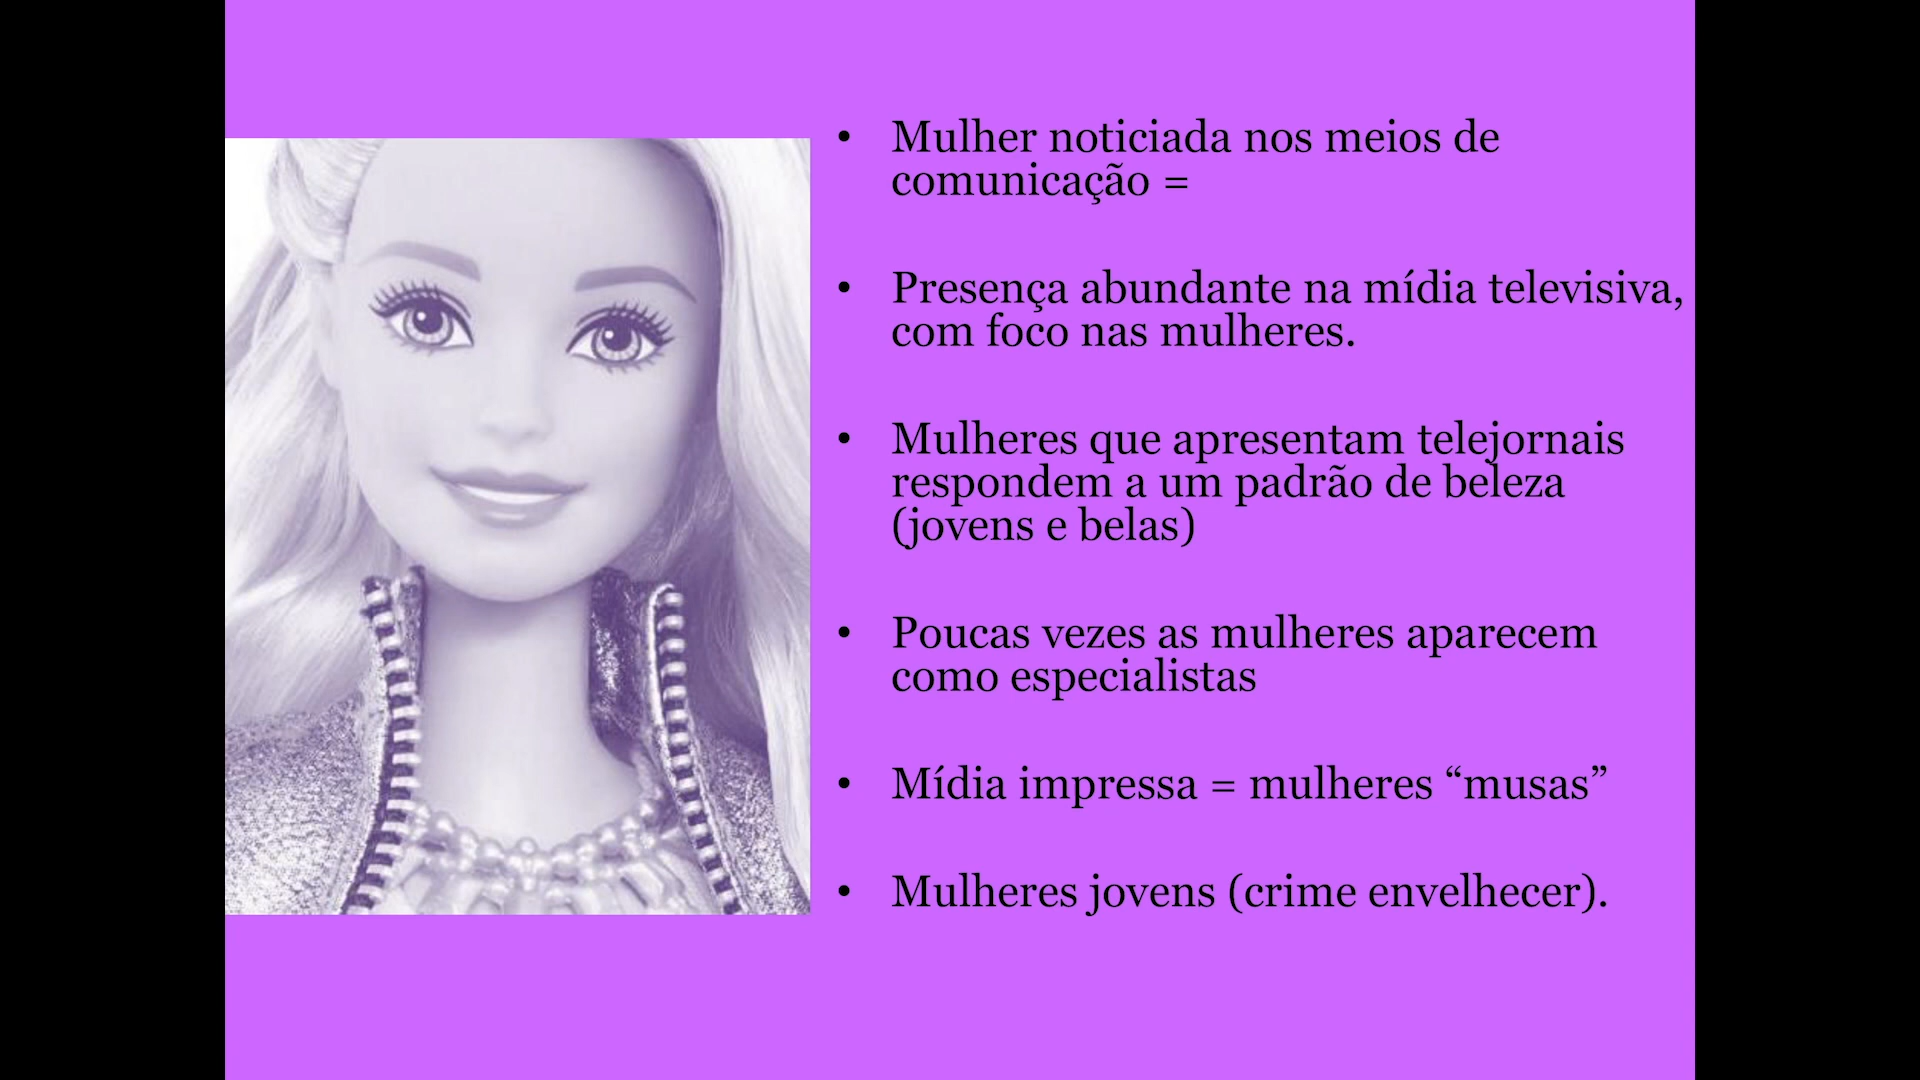 • Mulher noticiada nos meios de
comunicação =
• Presença abundante na mídia televisiva,
com foco nas mulheres.
• Mulheres que apresentam telejornais
respondem a um padrão de beleza
(jovens e belas)
• Poucas vezes as mulheres aparecem
como especialistas
• Mídia impressa = mulheres “musas”
• Mulheres jovens (crime envelhecer).